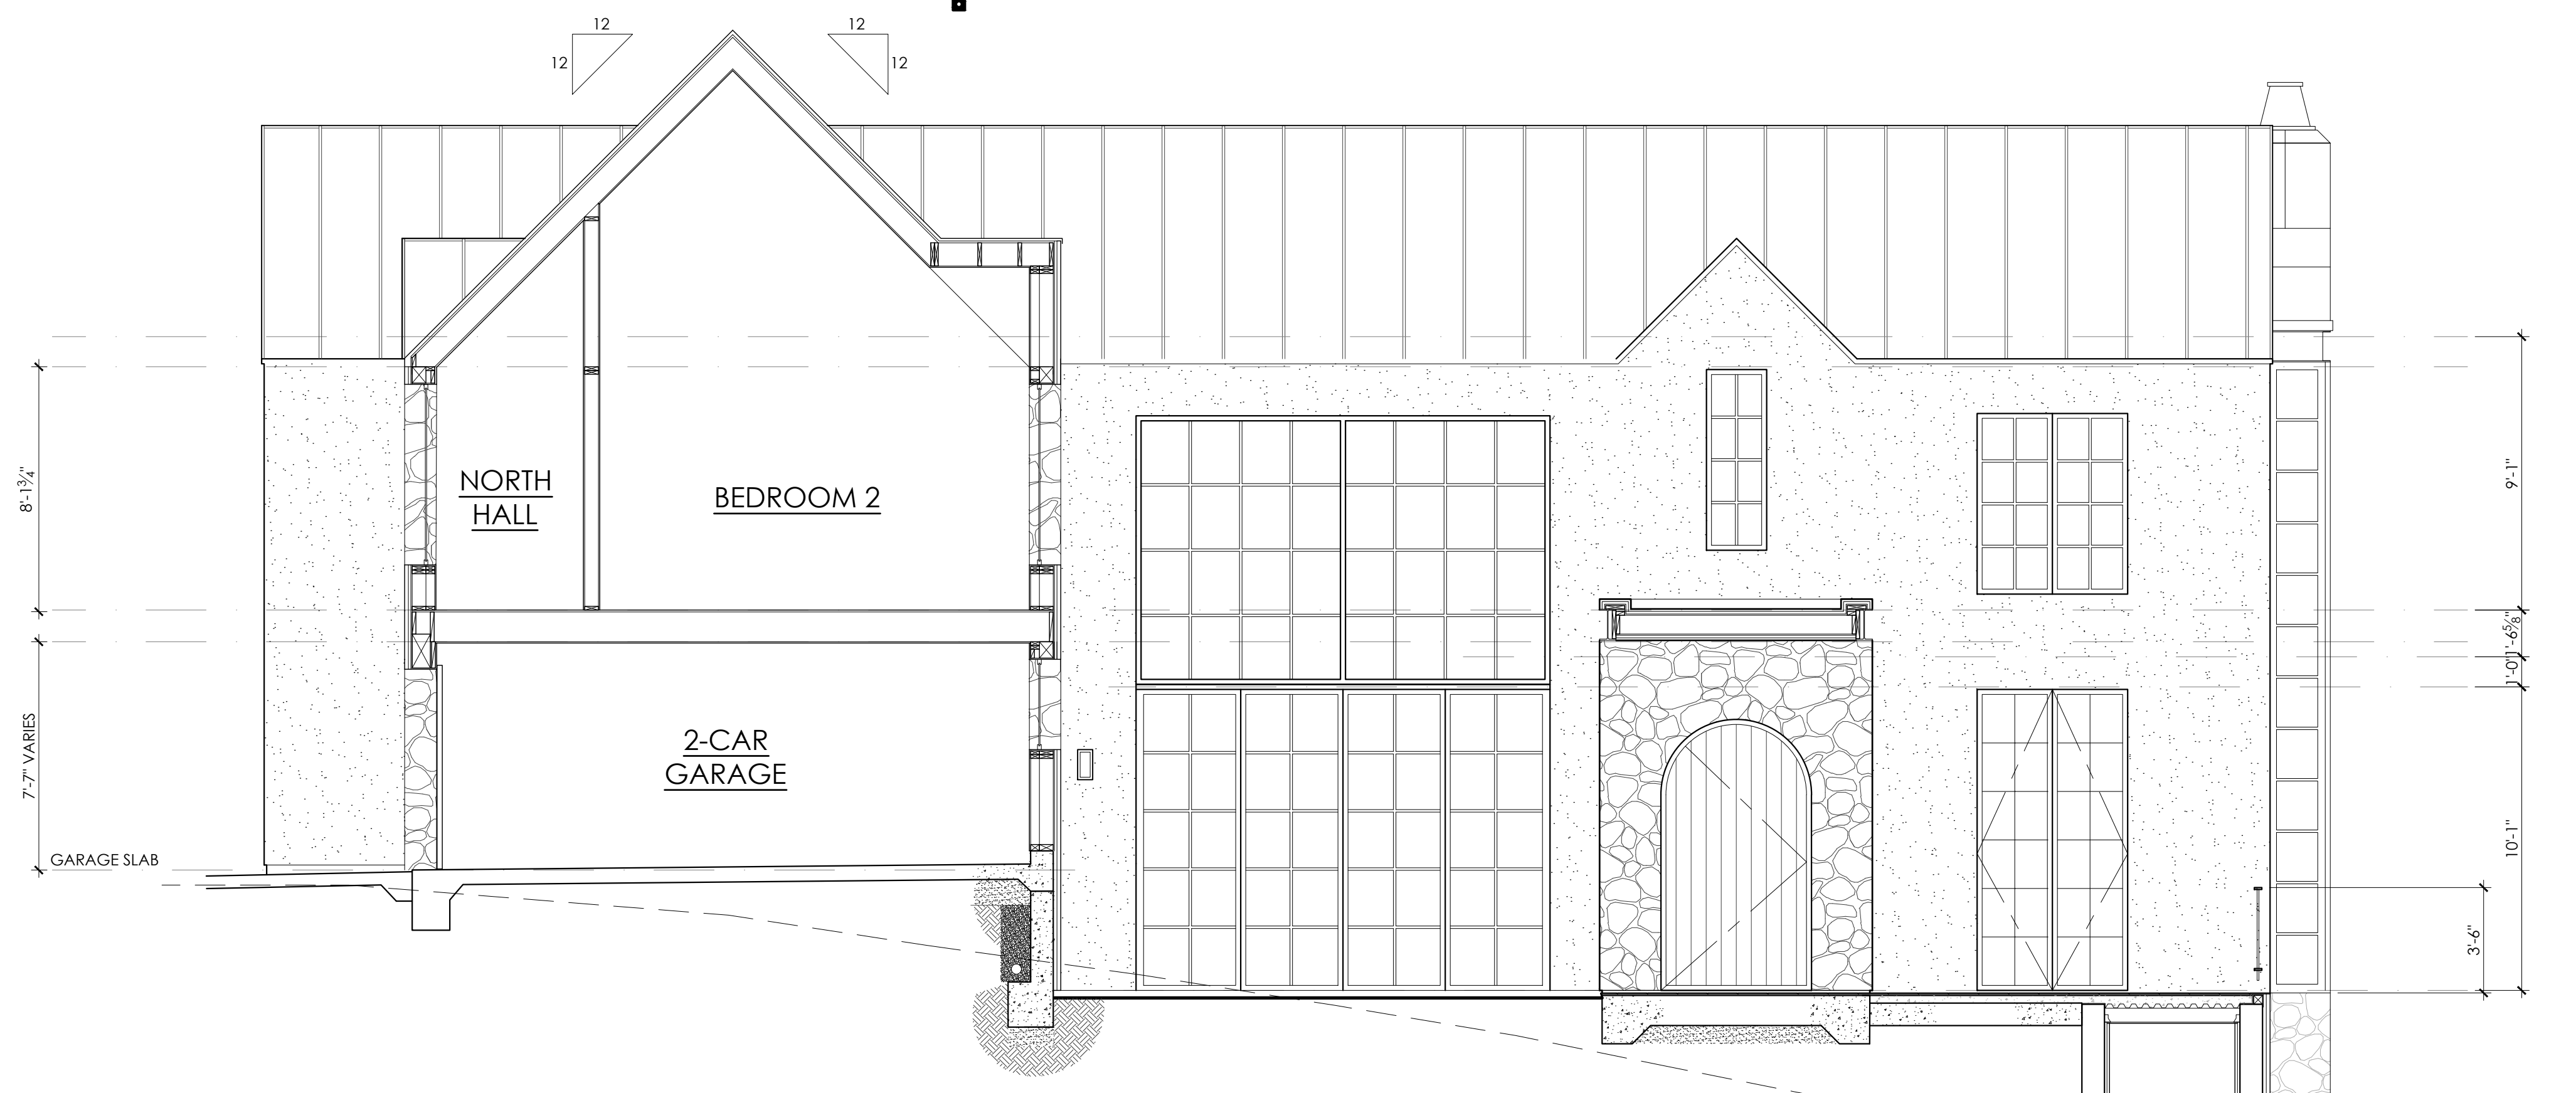 12
12
12
12
NORTH
HALL
BEDROOM 2
2-CAR
GARAGE
GARAGE SLAB
8'-1¾"
7'-7" VARIES
9'-1"
1'-6⅝"
1'-0"
10'-1"
3'-6"